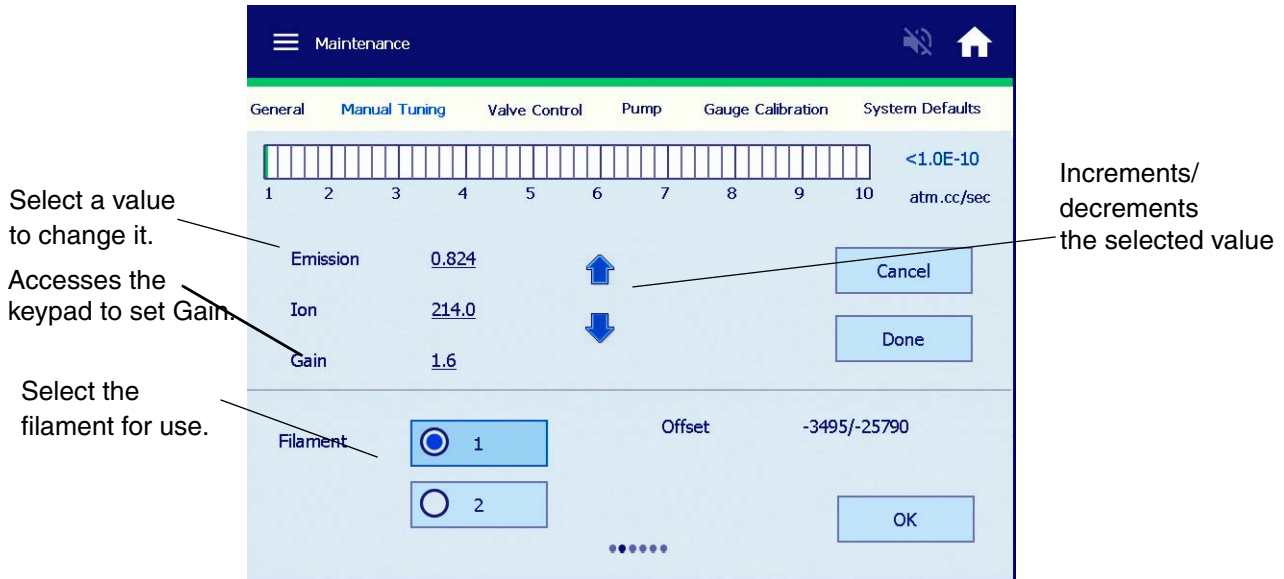 Maintenance
General Manual Tuning Valve Control Pump Gauge Calibration System Defaults
<1.0E-10
1 2 3 4 5 6 7 8 9 10 atm.cc/sec
Select a value
to change it.
Accesses the
keypad to set Gain.
Select the
filament for use.
Emission 0.824
Ion 214.0
Gain 1.6
Cancel
Done
Increments/
decrements
the selected value
Filament 1
2
Offset -3495/-25790
OK